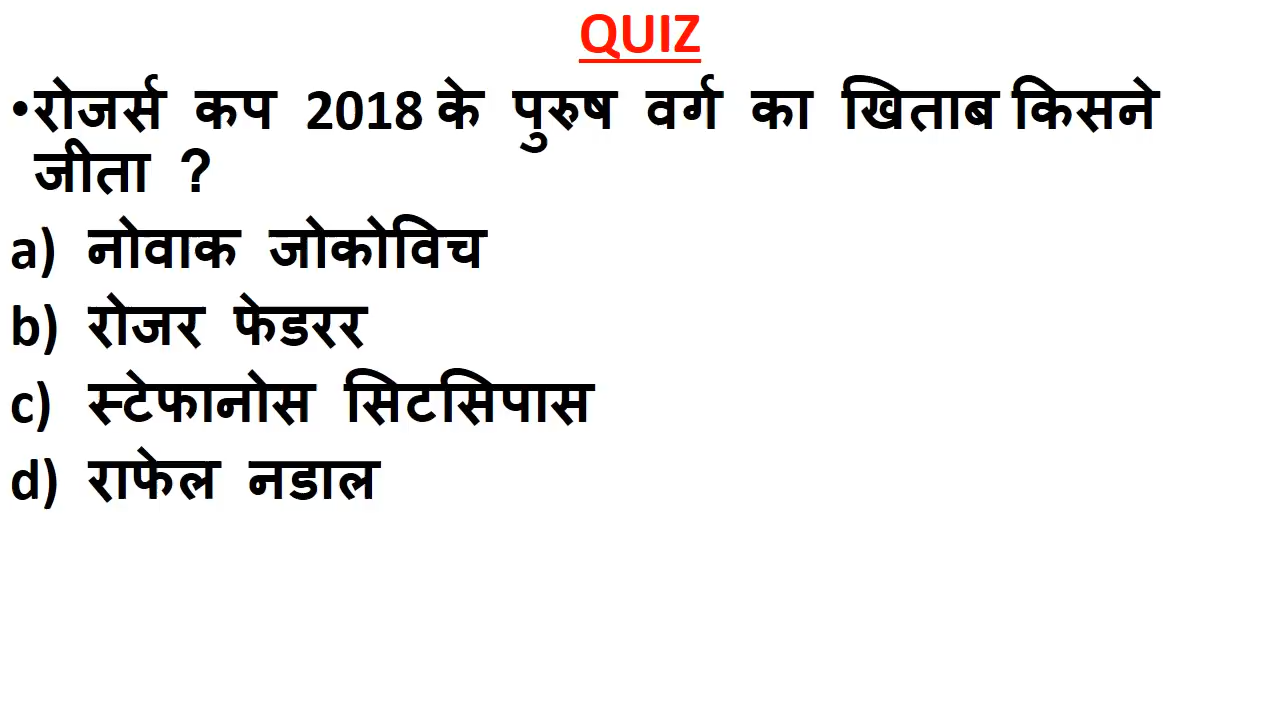 QUIZ
•रोजर्स कप 2018 के पुरुष वर्ग का खिताब किसने
जीता ?
a) नोवाक जोकोविच
b) रोजर फेडरर
c) स्टेफानोस सिटसिपास
d) राफेल नडाल